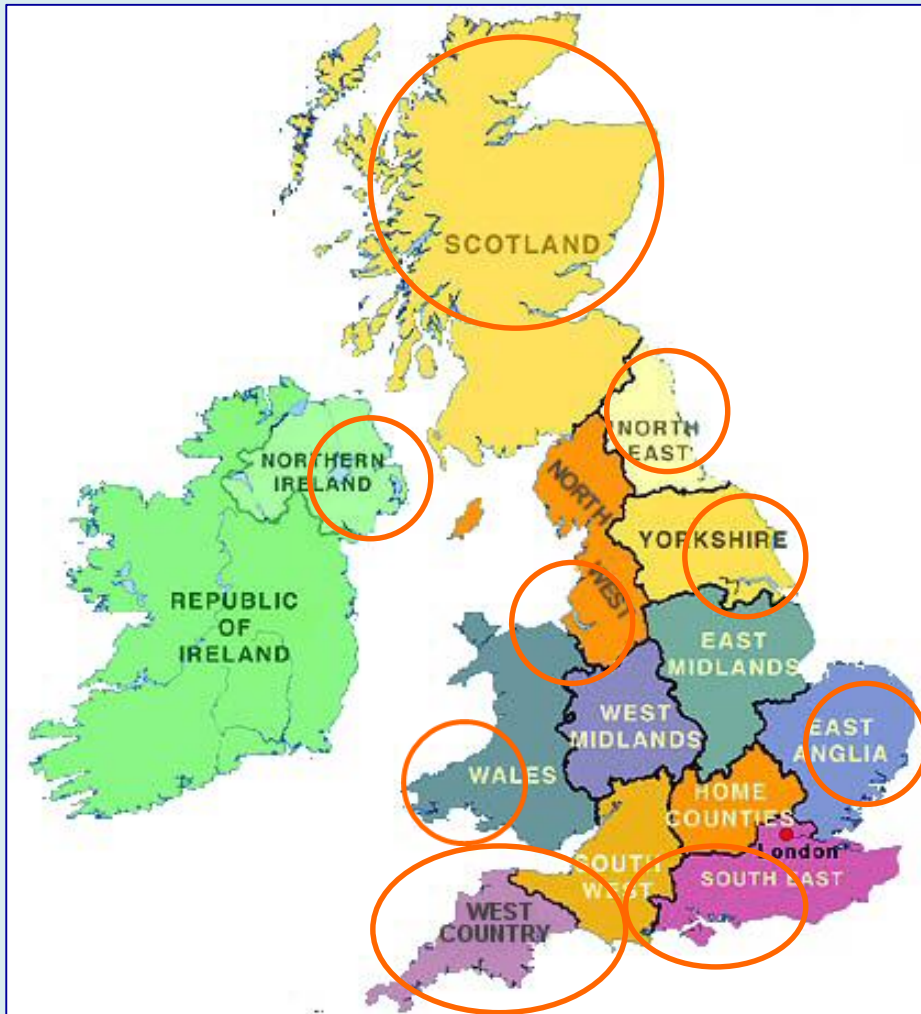 SCOTLAND
NORTH
EAST
NORTHERN
IRELAND
NORTH
WEST
YORKSHIRE
REPUBLIC
OF
IRELAND
EAST
MIDLANDS
WEST
MIDLANDS
EAST
ANGLIA
WALES
HOME
COUNTIES
London
SOUTH
WEST
SOUTH EAST
WEST
COUNTRY